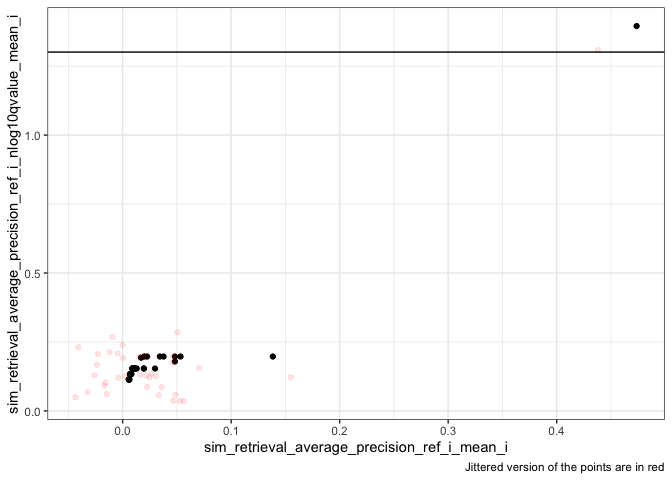 sim_retrieval_average_precision_ref_i_nlog10qvalue_mean_i
1.0
0.5
0.0
0.0
0.1
0.2
0.3
0.4
sim_retrieval_average_precision_ref_i_mean_i
Jittered version of the points are in red